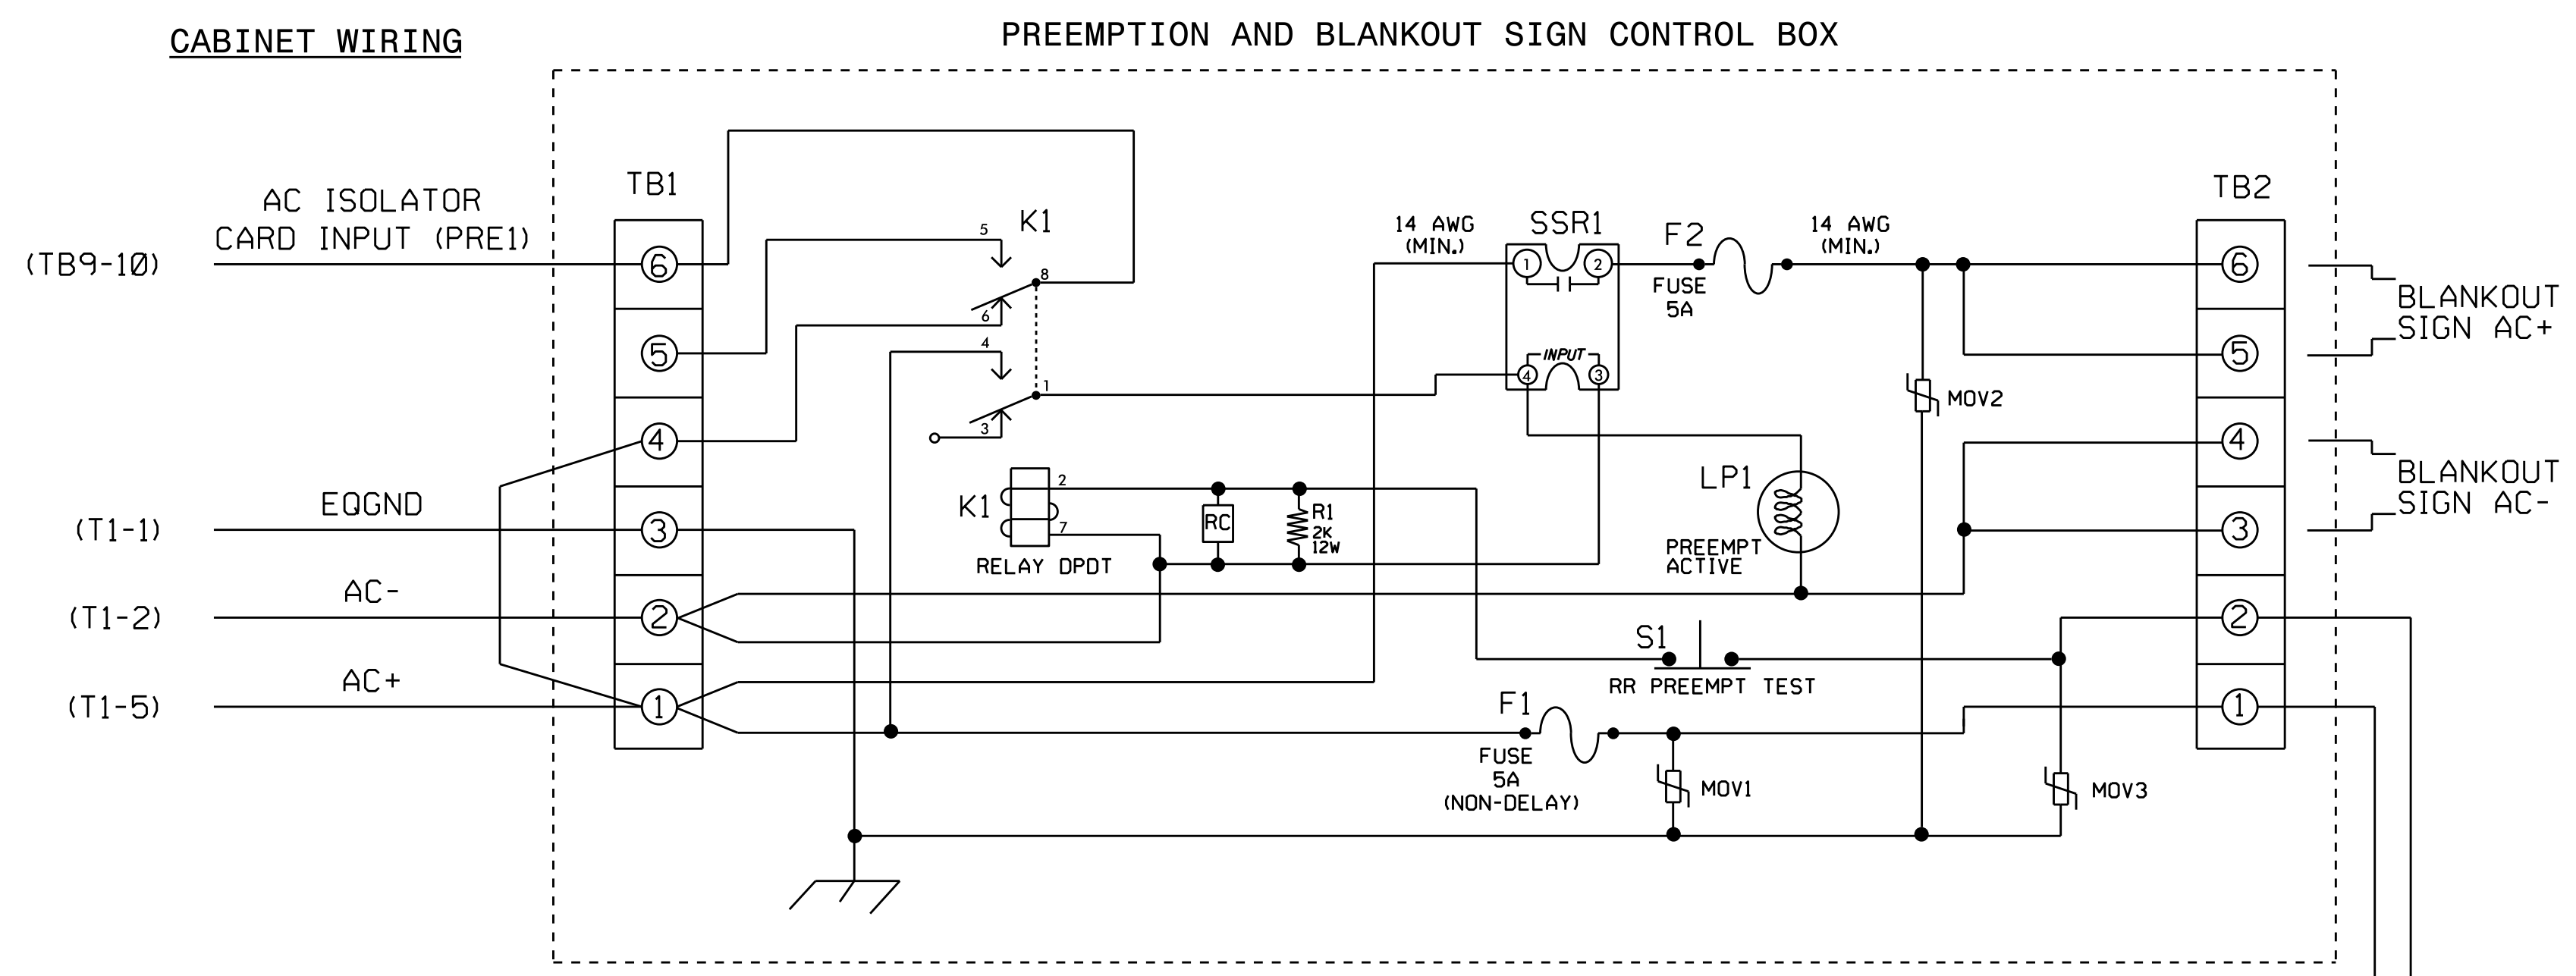 CABINET WIRING
PREEMPTION AND BLANKOUT SIGN CONTROL BOX
AC ISOLATOR
CARD INPUT (PRE1)
(TB9-10)
EQGND
(T1-1)
AC-
(T1-2)
AC+
(T1-5)
TB1
6
5
4
3
2
1
K1
5
8
6
4
1
3
K1
2
7
RELAY DPDT
RC
R1
2K
12W
14 AWG
(MIN.)
SSR1
1
2
INPUT
4
3
F2
FUSE
5A
14 AWG
(MIN.)
MOV2
LP1
PREEMPT
ACTIVE
S1
RR PREEMPT TEST
F1
FUSE
5A
(NON-DELAY)
MOV1
MOV3
TB2
6
5
4
3
2
1
BLANKOUT
SIGN AC+
BLANKOUT
SIGN AC-